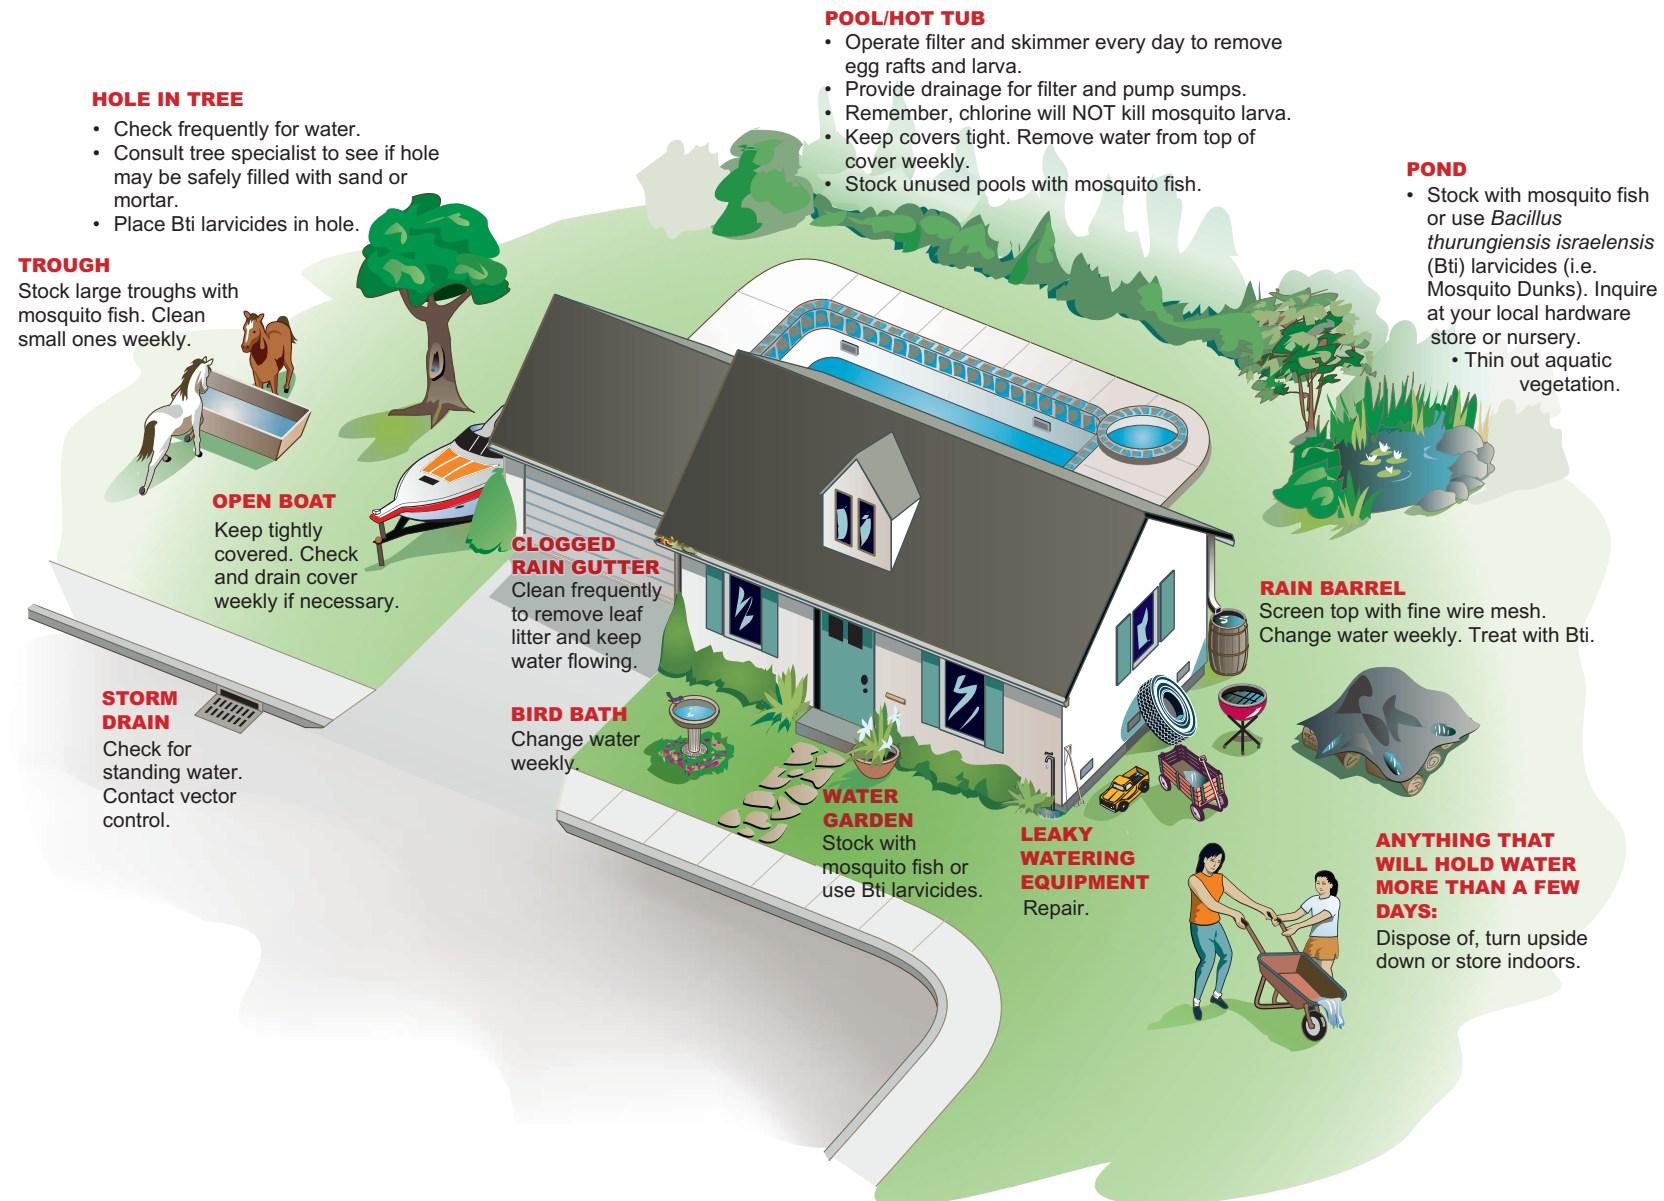 POOL/HOT TUB
• Operate filter and skimmer every day to remove
egg rafts and larva.
• Provide drainage for filter and pump sumps.
• Remember, chlorine will NOT kill mosquito larva.
• Keep covers tight. Remove water from top of
cover weekly.
• Stock unused pools with mosquito fish.
HOLE IN TREE
• Check frequently for water.
• Consult tree specialist to see if hole
may be safely filled with sand or
mortar.
• Place Bti larvicides in hole.
POND
• Stock with mosquito fish
or use Bacillus
thurungiensis israelensis
(Bti) larvicides (i.e.
Mosquito Dunks). Inquire
at your local hardware
store or nursery.
• Thin out aquatic
vegetation.
TROUGH
Stock large troughs with
mosquito fish. Clean
small ones weekly.
OPEN BOAT
Keep tightly
covered. Check
and drain cover
weekly if necessary.
CLOGGED
RAIN GUTTER
Clean frequently
to remove leaf
litter and keep
water flowing.
RAIN BARREL
Screen top with fine wire mesh.
Change water weekly. Treat with Bti.
STORM
DRAIN
Check for
standing water.
Contact vector
control.
BIRD BATH
Change water
weekly.
WATER
GARDEN
Stock with
mosquito fish or
use Bti larvicides.
LEAKY
WATERING
EQUIPMENT
Repair.
ANYTHING THAT
WILL HOLD WATER
MORE THAN A FEW
DAYS:
Dispose of, turn upside
down or store indoors.